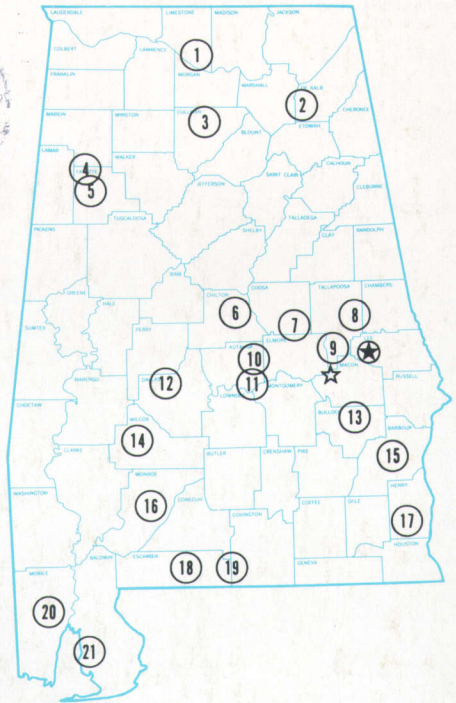 LAUDERDALE
LIMESTONE
MADISON
JACKSON
COLBERT
LAWRENCE
1
FRANKLIN
MORGAN
MARSHALL
DE KALB
2
CHEROKEE
MARION
WINSTON
CULLMAN
3
BLOUNT
ETOWAH
LAMAR
4
WALKER
CALHOUN
5
JEFFERSON
SAINT CLAIR
CLEBURNE
TUSCALOOSA
TALLADEGA
PICKENS
SHELBY
CLAY
RANDOLPH
BIBB
GREENE
HALE
CHILTON
COOSA
TALLAPOOSA
CHAMBERS
6
7
8
SUMTER
PERRY
ELMORE
9
LEE
10
MACON
MARENGO
12
11
MONTGOMERY
RUSSELL
CHOCTAW
BULLOCK
13
WILCOX
BARBOUR
14
CLARKE
BUTLER
CRENSHAW
PIKE
15
MONROE
HENRY
WASHINGTON
16
CONECUH
COVINGTON
COFFEE
DALE
17
HOUSTON
MOBILE
BALDWIN
ESCAMBIA
18
19
GENEVA
20
21